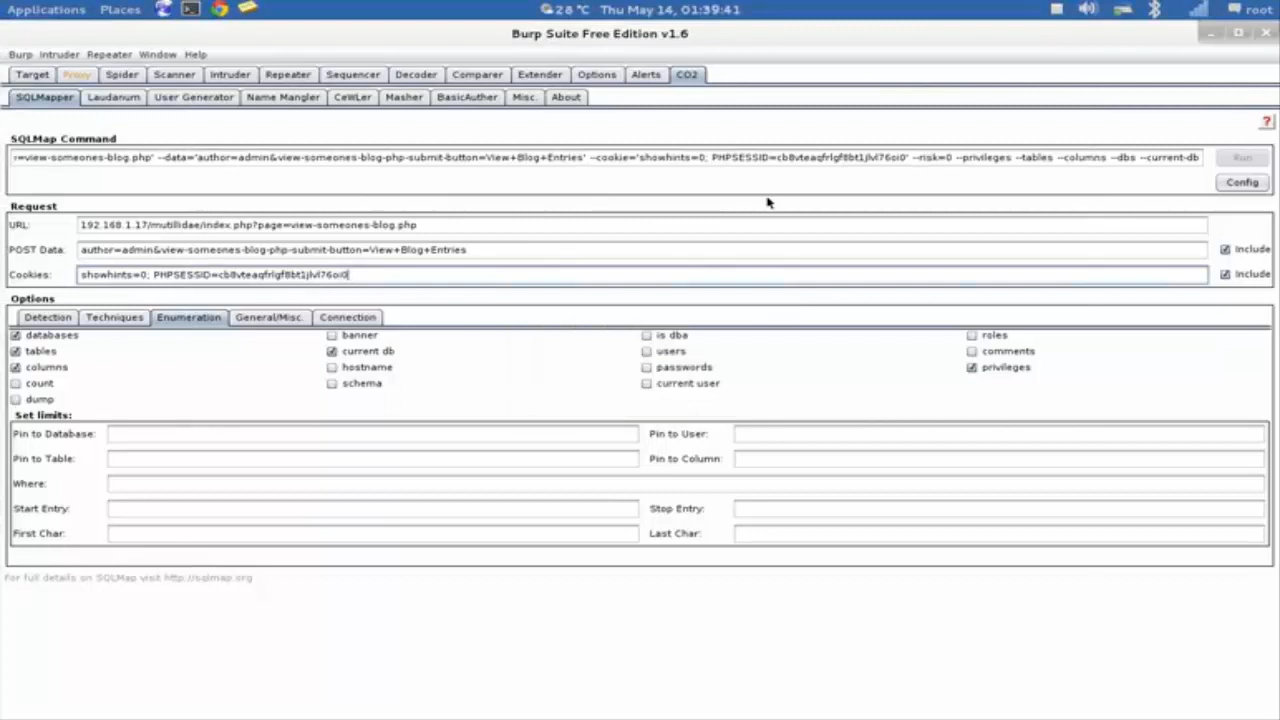 Applications Places 28 °C Thu May 14, 01:39:41 root
Burp Suite Free Edition v1.6
Burp Intruder Repeater Window Help
Target Proxy Spider Scanner Intruder Repeater Sequencer Decoder Comparer Extender Options Alerts CO2
SQLMapper Laudanum User Generator Name Mangler CeWLer Masher BasicAuther Misc. About
?
SQLMap Command
r=view-someones-blog.php" --data="author=admin&view-someones-blog-php-submit-button=View+Blog+Entries" --cookie="showhints=0; --risk=0 --privileges --tables --columns --dbs --current-db Run
Config
Request
URL: 192.168.1.17/mutillidae/index.php?page=view-someones-blog.php
POST Data: author=admin&view-someones-blog-php-submit-button=View+Blog+Entries Include
Cookies: showhints=0; Include
Options
Detection Techniques Enumeration General/Misc. Connection
databases banner is dba roles
tables current db users comments
columns hostname passwords privileges
count schema current user
dump
Set limits:
Pin to Database: Pin to User:
Pin to Table: Pin to Column:
Where:
Start Entry: Stop Entry:
First Char: Last Char:
For full details on SQLMap visit http://sqlmap.org